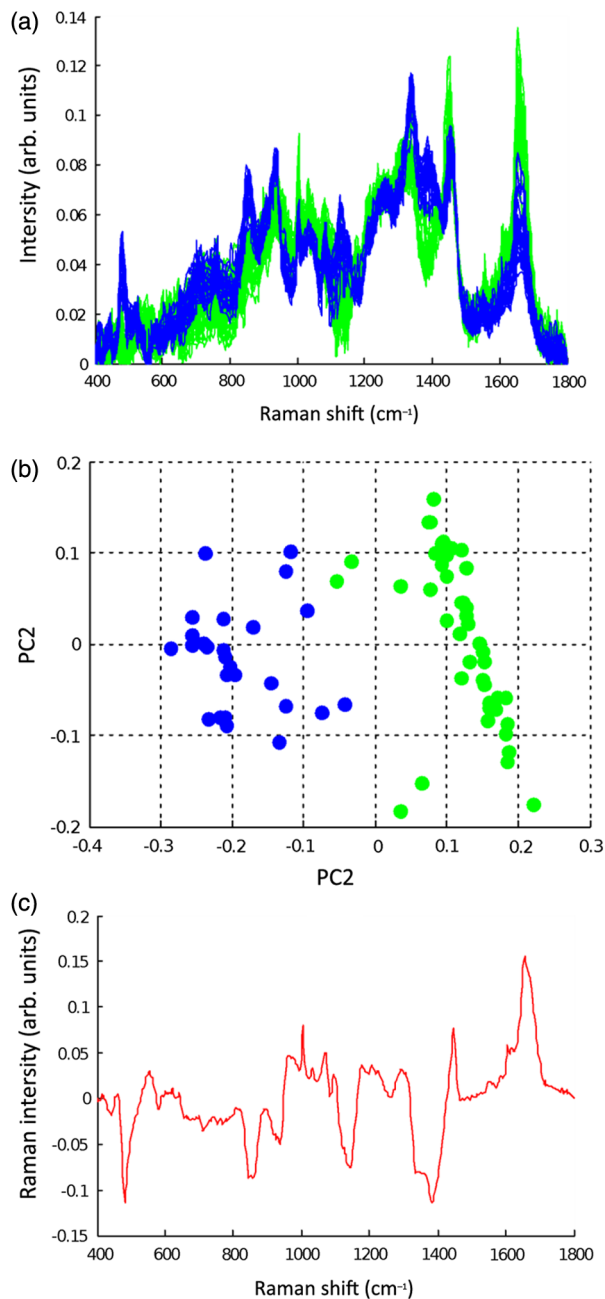 (a)
Intersity (arb. units)
0.14
0.12
0.1
0.08
0.06
0.04
0.02
0
400 600 800 1000 1200 1400 1600 1800
Raman shift (cm⁻¹)
(b)
PC2
0.2
0.1
0
-0.1
-0.2
-0.4 -0.3 -0.2 -0.1 0 0.1 0.2 0.3
PC2
(c)
Raman intersity (arb. units)
0.2
0.15
0.1
0.05
0
-0.05
-0.1
-0.15
400 600 800 1000 1200 1400 1600 1800
Raman shift (cm⁻¹)